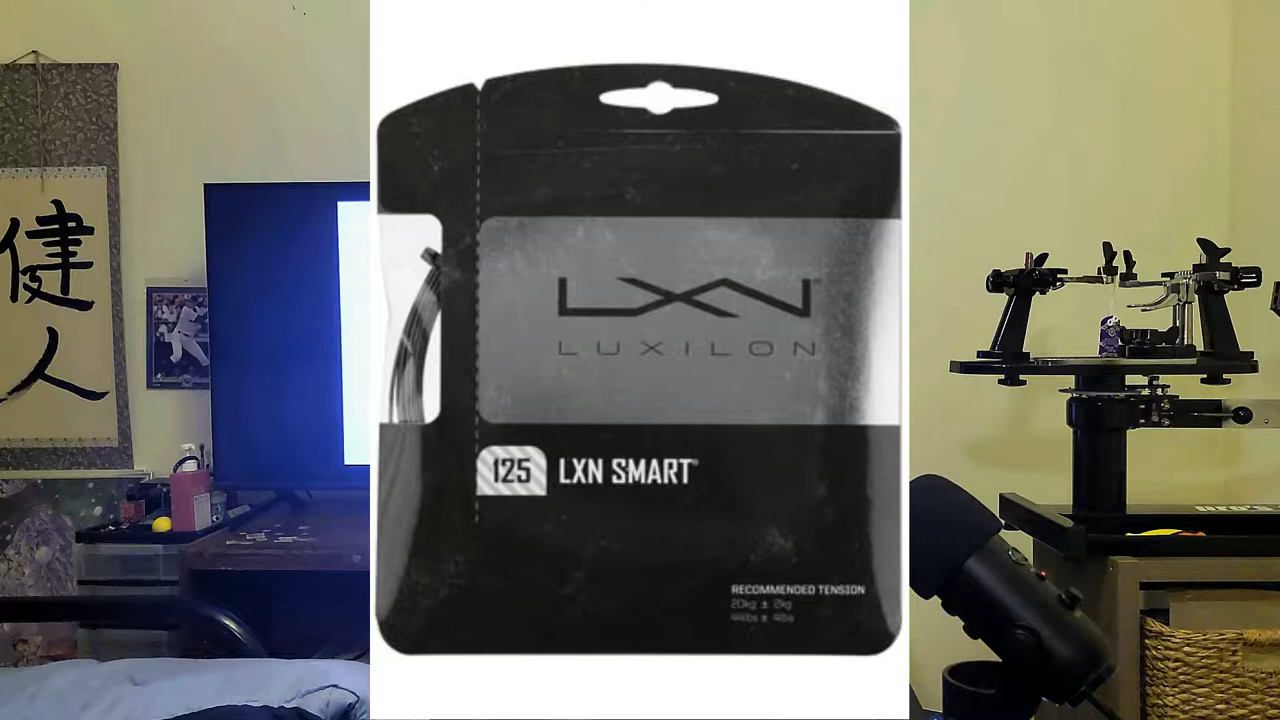 健
人
LXN
LUXILON
125 LXN SMART®
RECOMMENDED TENSION
20kg ± 2kg
44lbs ± 4lbs